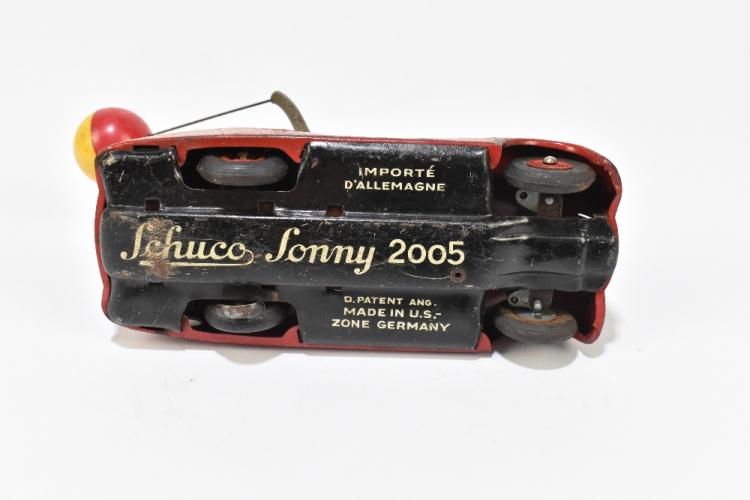 IMPORTÉ
D'ALLEMAGNE
Schuco Sonny 2005
D. PATENT ANG.
MADE IN U.S.-
ZONE GERMANY